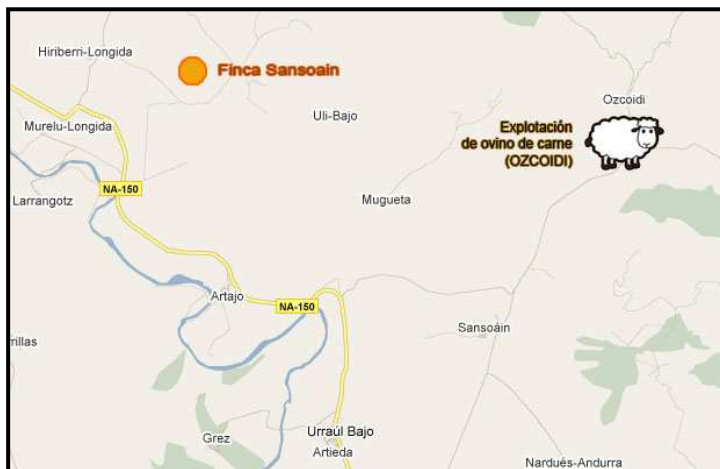 Hiriberri-Longida
Finca Sansoain
Ozcoidi
Uli-Bajo
Murelu-Longida
Explotación
de ovino de carne
(OZCOIDI)
NA-150
Larrangotz
Mugueta
Artajo
NA-150
Sansoáin
rillas
Urraúl Bajo
Grez
Artieda
Nardués-Andurra